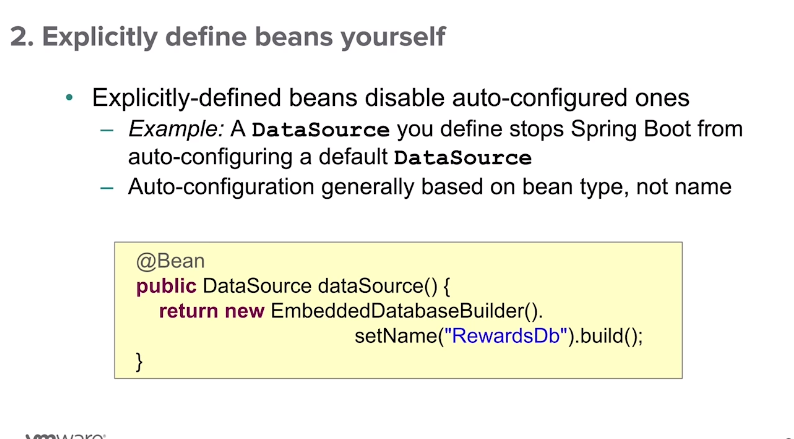 2. Explicitly define beans yourself
• Explicitly-defined beans disable auto-configured ones
– Example: A DataSource you define stops Spring Boot from
auto-configuring a default DataSource
– Auto-configuration generally based on bean type, not name
@Bean
public DataSource dataSource() {
return new EmbeddedDatabaseBuilder().
setName("RewardsDb").build();
}
vmware